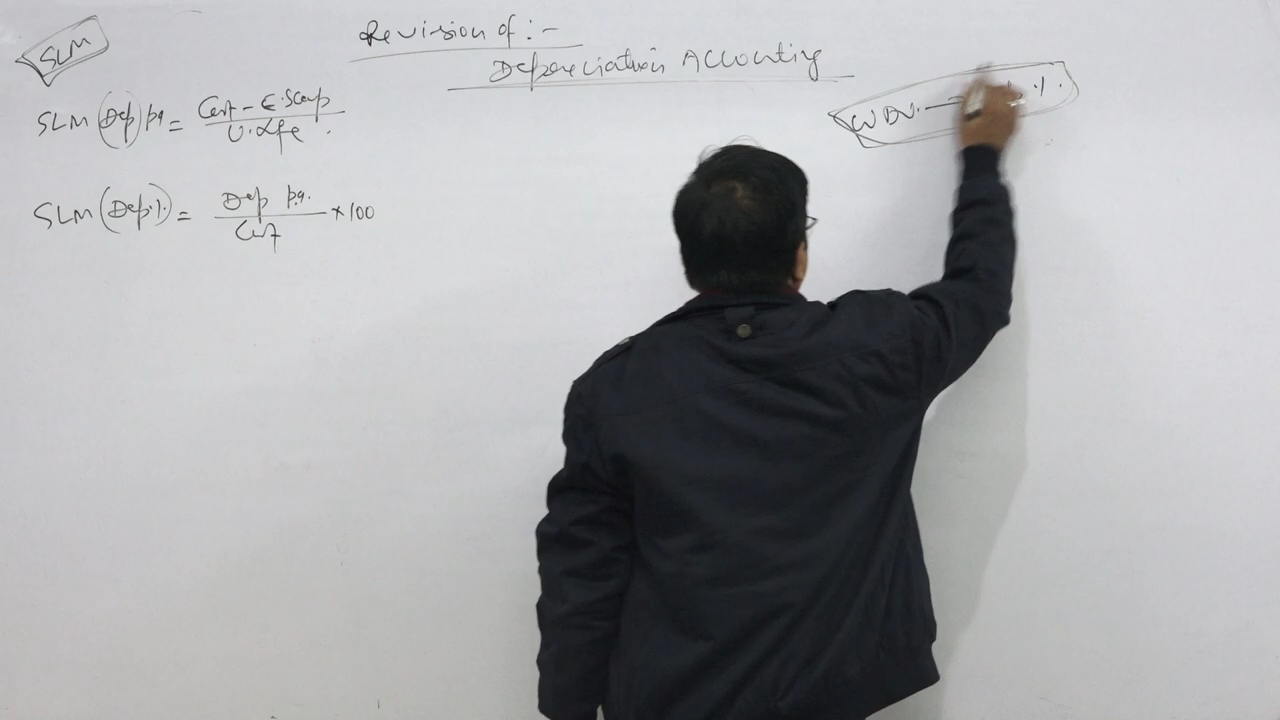 SLM
Revision of :-
Depreciation Accounting
SLM (Dep) p.a = Cost - E.Scrap
U.Life.
SLM (Dep.%) = Dep p.a. × 100
Cost
WDV. → %.